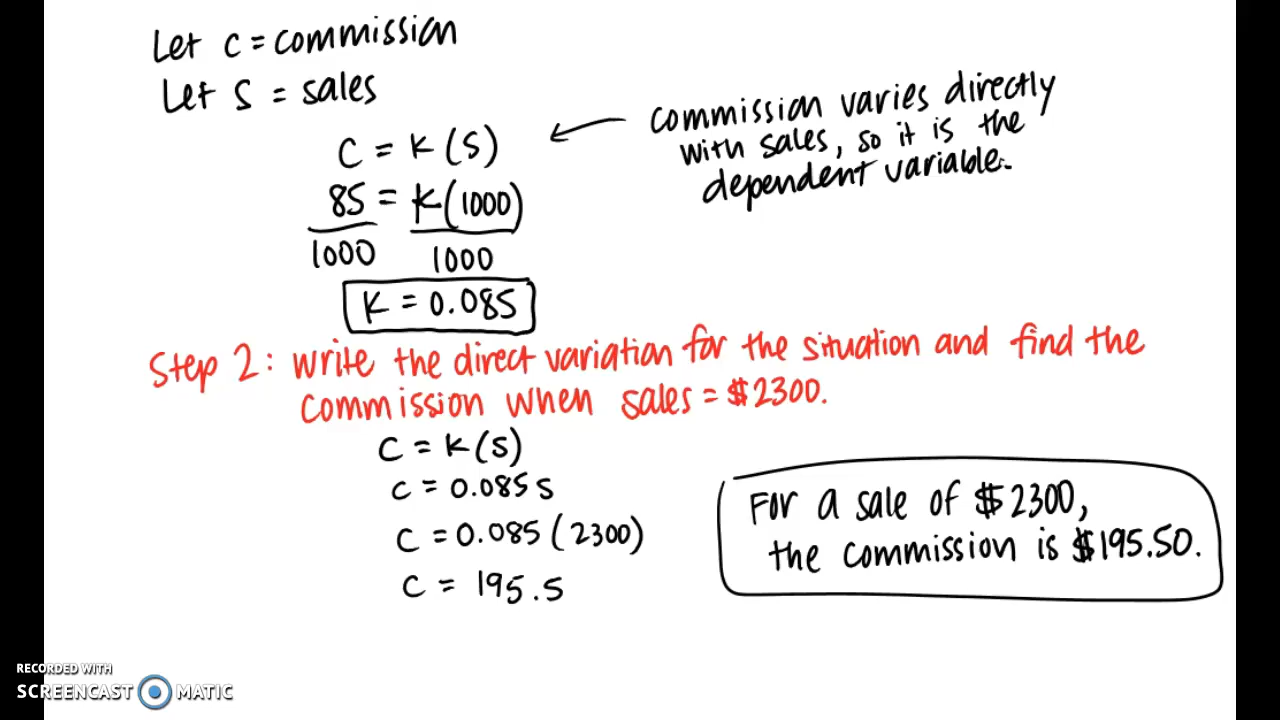 Let c = commission
Let S = sales
C = K (S)
commission varies directly
with sales, so it is the
dependent variable.
85 = K(1000)
1000 1000
K = 0.085
Step 2: Write the direct variation for the situation and find the
commission when sales = $2300.
C = K (S)
C = 0.085 S
C = 0.085 (2300)
C = 195.5
For a sale of $2300,
the commission is $195.50.
RECORDED WITH
SCREENCAST MATIC